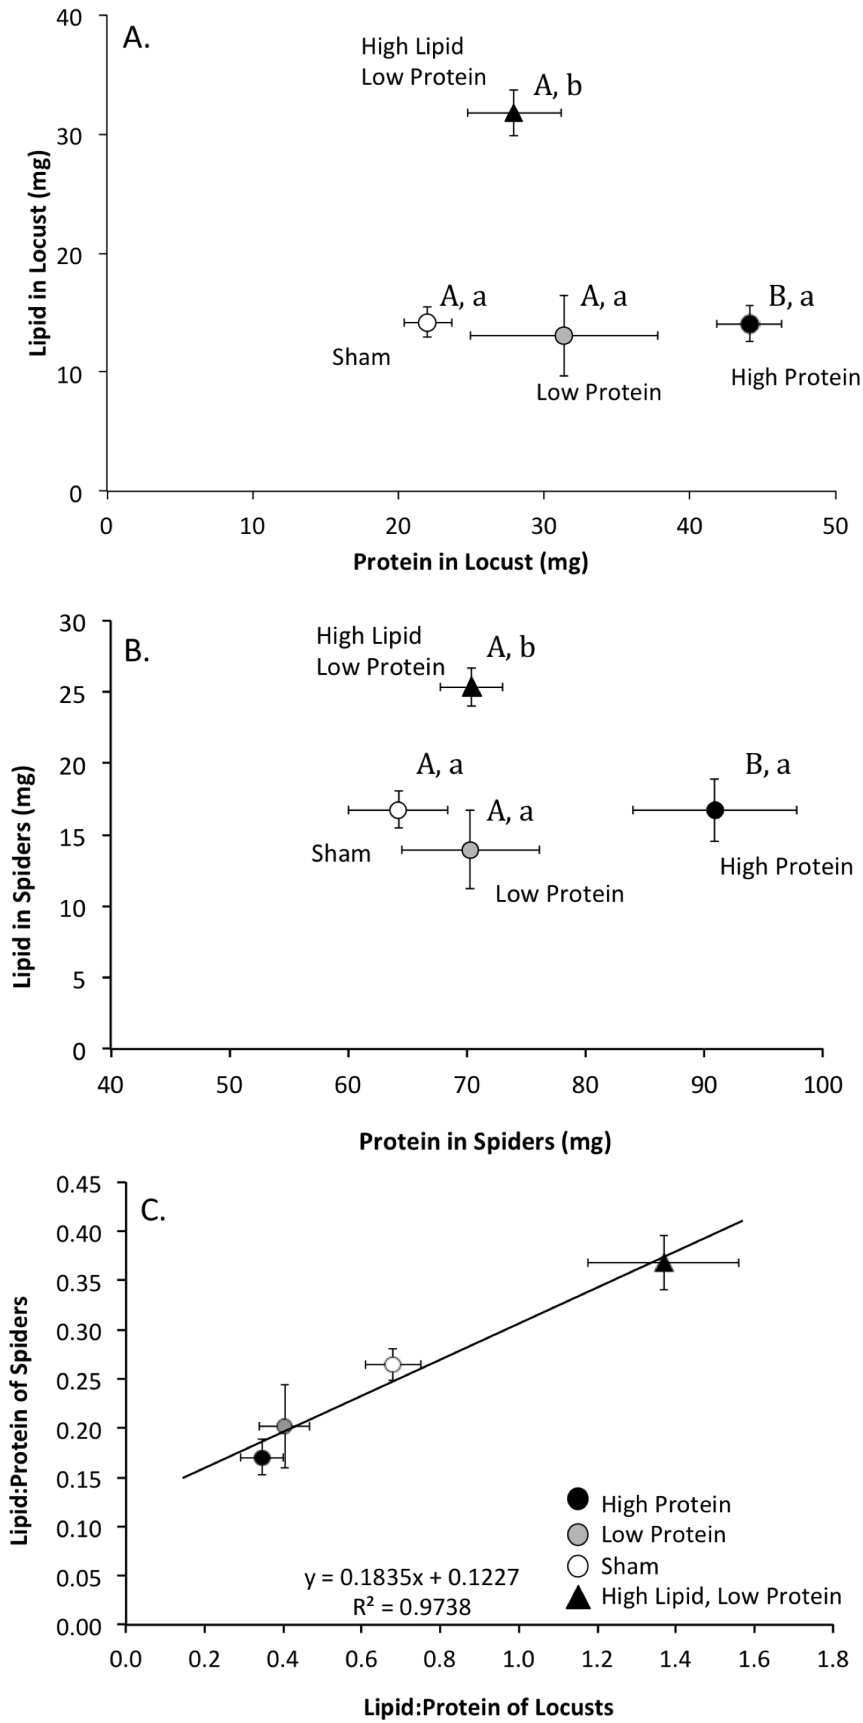 40
A.
High Lipid
Low Protein
A, b
30
Lipid in Locust (mg)
20
A, a
A, a
B, a
Sham
10
Low Protein
High Protein
0
0 10 20 30 40 50
Protein in Locust (mg)
30
B.
High Lipid
Low Protein
A, b
25
Lipid in Spiders (mg)
20
A, a
B, a
A, a
15
Sham
High Protein
Low Protein
10
5
0
40 50 60 70 80 90 100
Protein in Spiders (mg)
0.45
C.
0.40
0.35
0.30
Lipid:Protein of Spiders
0.25
0.20
0.15
High Protein
0.10
Low Protein
Sham
0.05
y = 0.1835x + 0.1227
High Lipid, Low Protein
R² = 0.9738
0.00
0.0 0.2 0.4 0.6 0.8 1.0 1.2 1.4 1.6 1.8
Lipid:Protein of Locusts